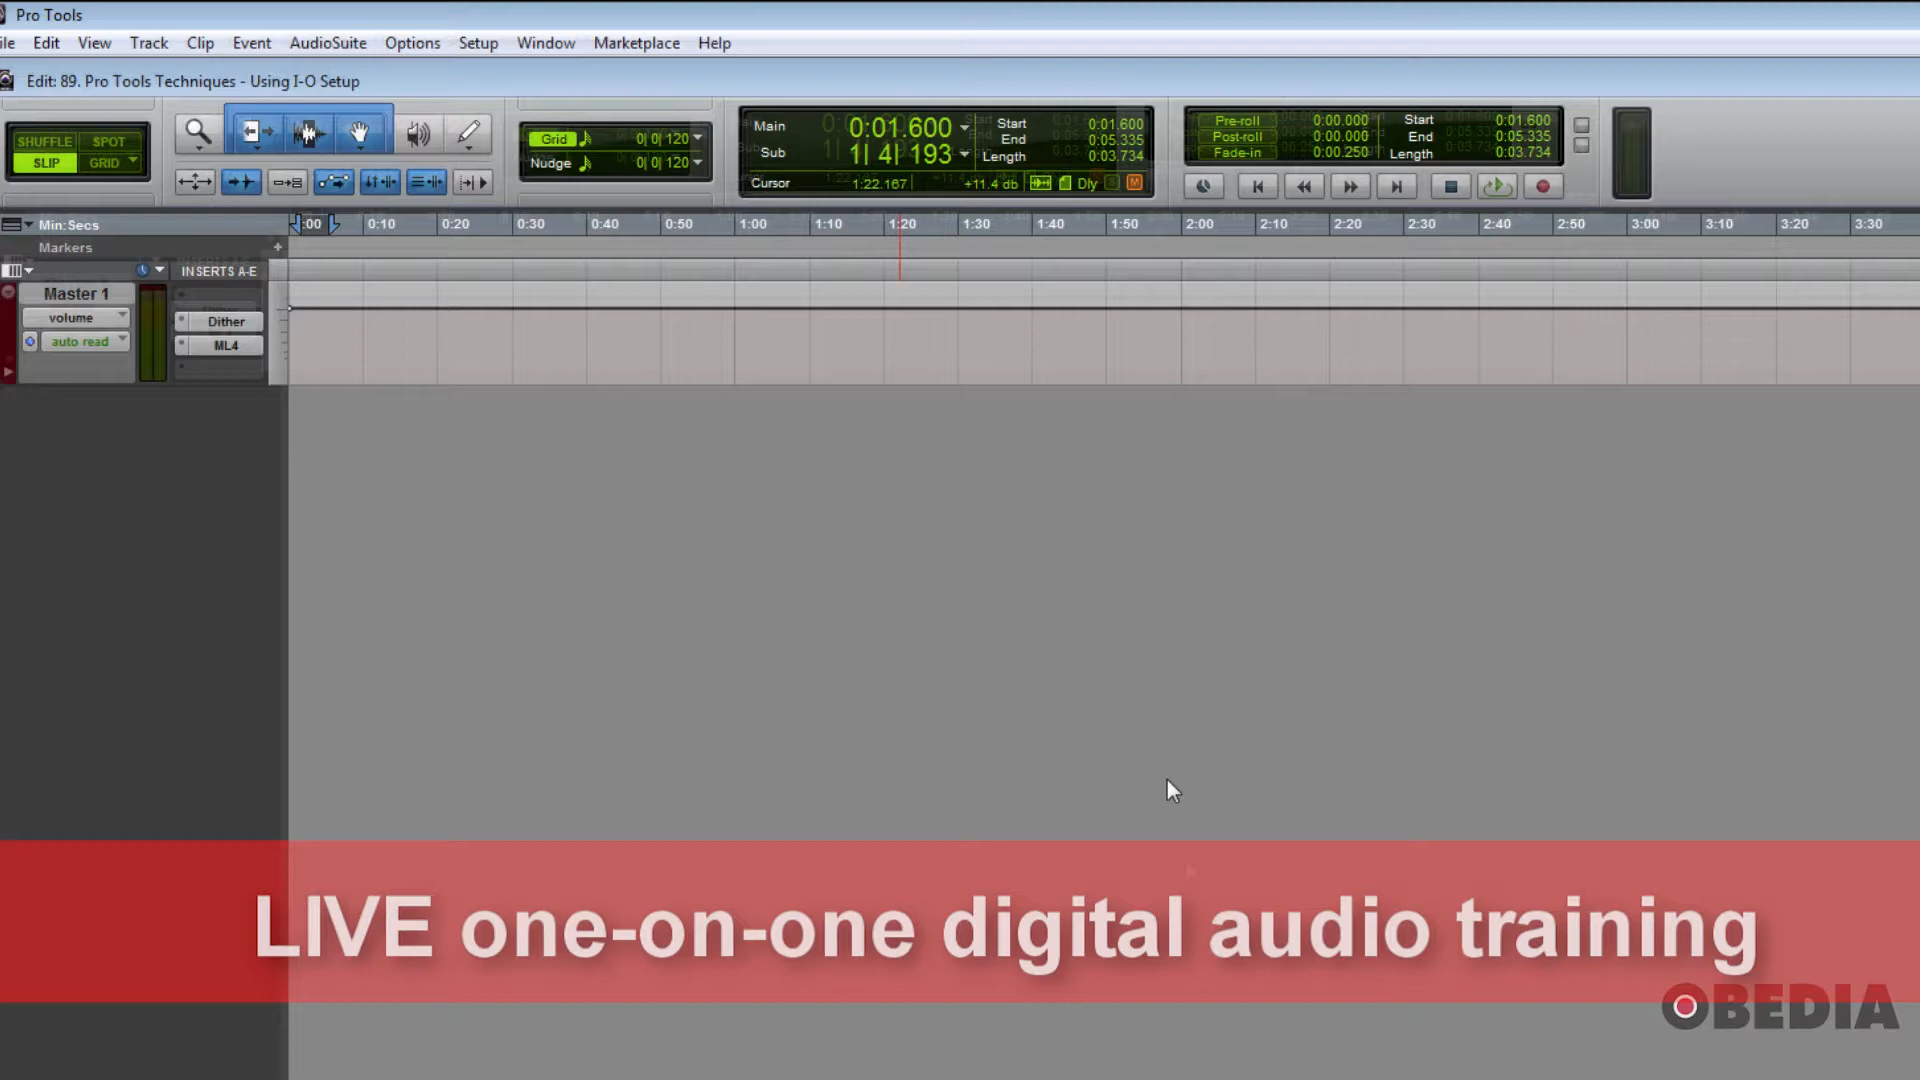 Pro Tools
ile Edit View Track Clip Event AudioSuite Options Setup Window Marketplace Help
Edit: 89. Pro Tools Techniques - Using I-O Setup
SHUFFLE SPOT
SLIP GRID
Grid 0| 0| 120
Nudge 0| 0| 120
Main 0:01.600
Sub 1| 4| 193
Start 0:01.600
End 0:05.335
Length 0:03.734
Cursor 1:22.167 +11.4 db Dly S M
Pre-roll 0:00.000
Post-roll 0:00.000
Fade-in 0:00.250
Start 0:01.600
End 0:05.335
Length 0:03.734
Min:Secs :00 0:10 0:20 0:30 0:40 0:50 1:00 1:10 1:20 1:30 1:40 1:50 2:00 2:10 2:20 2:30 2:40 2:50 3:00 3:10 3:20 3:30
Markers +
INSERTS A-E
Master 1
volume
auto read
Dither
ML4
LIVE one-on-one digital audio training
OBEDIA